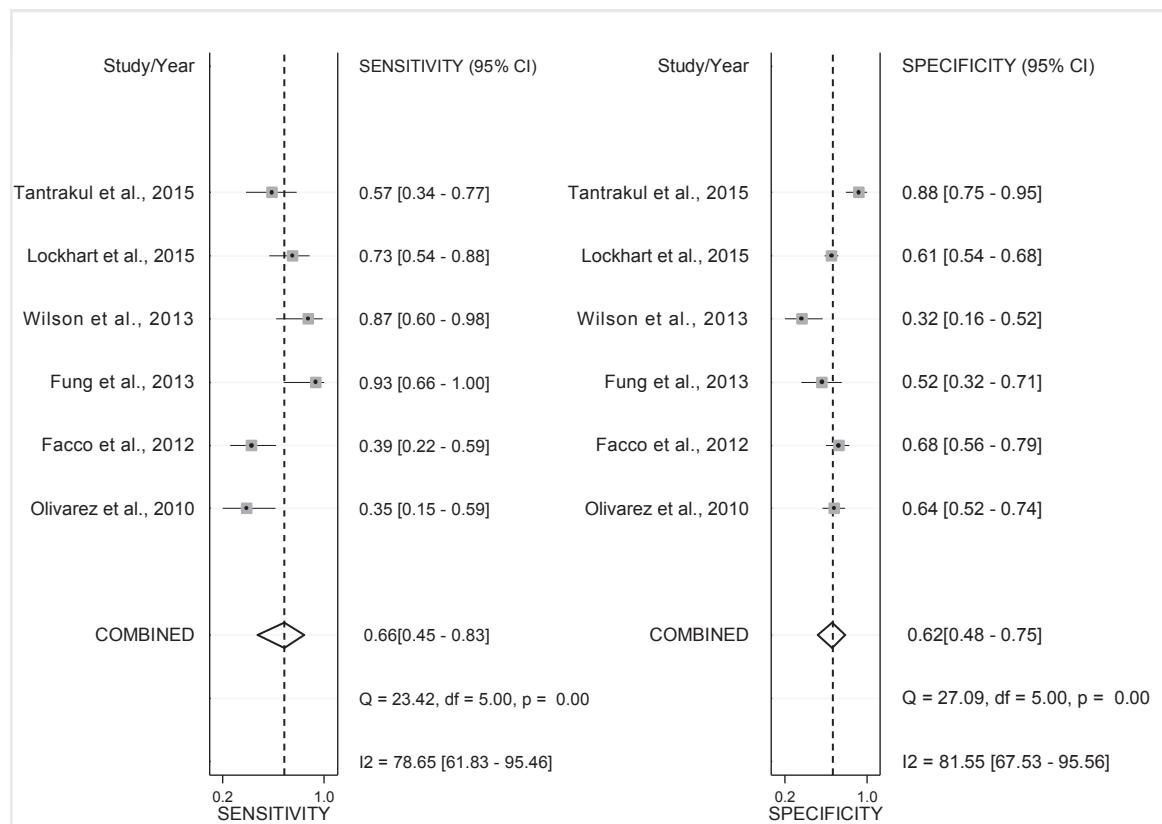 Study/Year SENSITIVITY (95% CI)
Tantrakul et al., 2015 0.57 [0.34 - 0.77]
Lockhart et al., 2015 0.73 [0.54 - 0.88]
Wilson et al., 2013 0.87 [0.60 - 0.98]
Fung et al., 2013 0.93 [0.66 - 1.00]
Facco et al., 2012 0.39 [0.22 - 0.59]
Olivarez et al., 2010 0.35 [0.15 - 0.59]
COMBINED 0.66[0.45 - 0.83]
Q = 23.42, df = 5.00, p = 0.00
I2 = 78.65 [61.83 - 95.46]
0.2 1.0
SENSITIVITY
Study/Year SPECIFICITY (95% CI)
Tantrakul et al., 2015 0.88 [0.75 - 0.95]
Lockhart et al., 2015 0.61 [0.54 - 0.68]
Wilson et al., 2013 0.32 [0.16 - 0.52]
Fung et al., 2013 0.52 [0.32 - 0.71]
Facco et al., 2012 0.68 [0.56 - 0.79]
Olivarez et al., 2010 0.64 [0.52 - 0.74]
COMBINED 0.62[0.48 - 0.75]
Q = 27.09, df = 5.00, p = 0.00
I2 = 81.55 [67.53 - 95.56]
0.2 1.0
SPECIFICITY